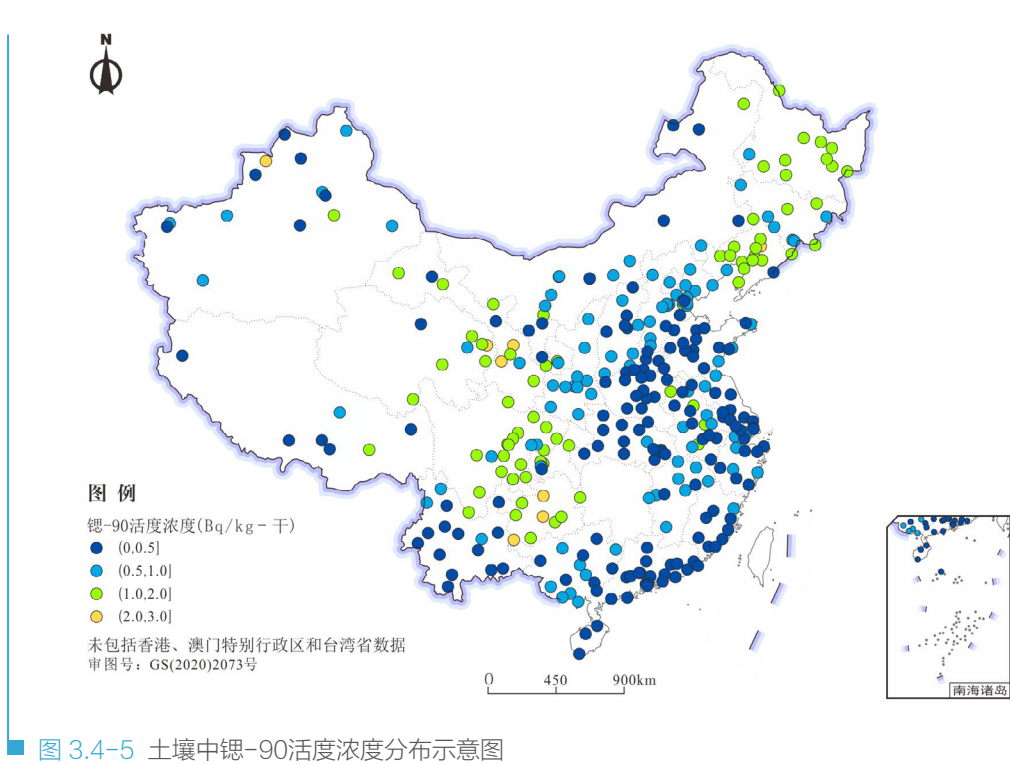 N
图 例
锶-90活度浓度(Bq/kg-干)
(0,0.5]
(0.5,1.0]
(1.0,2.0]
(2.0,3.0]
未包括香港、澳门特别行政区和台湾省数据
审图号：GS(2020)2073号
0 450 900km
南海诸岛
图 3.4-5 土壤中锶-90活度浓度分布示意图